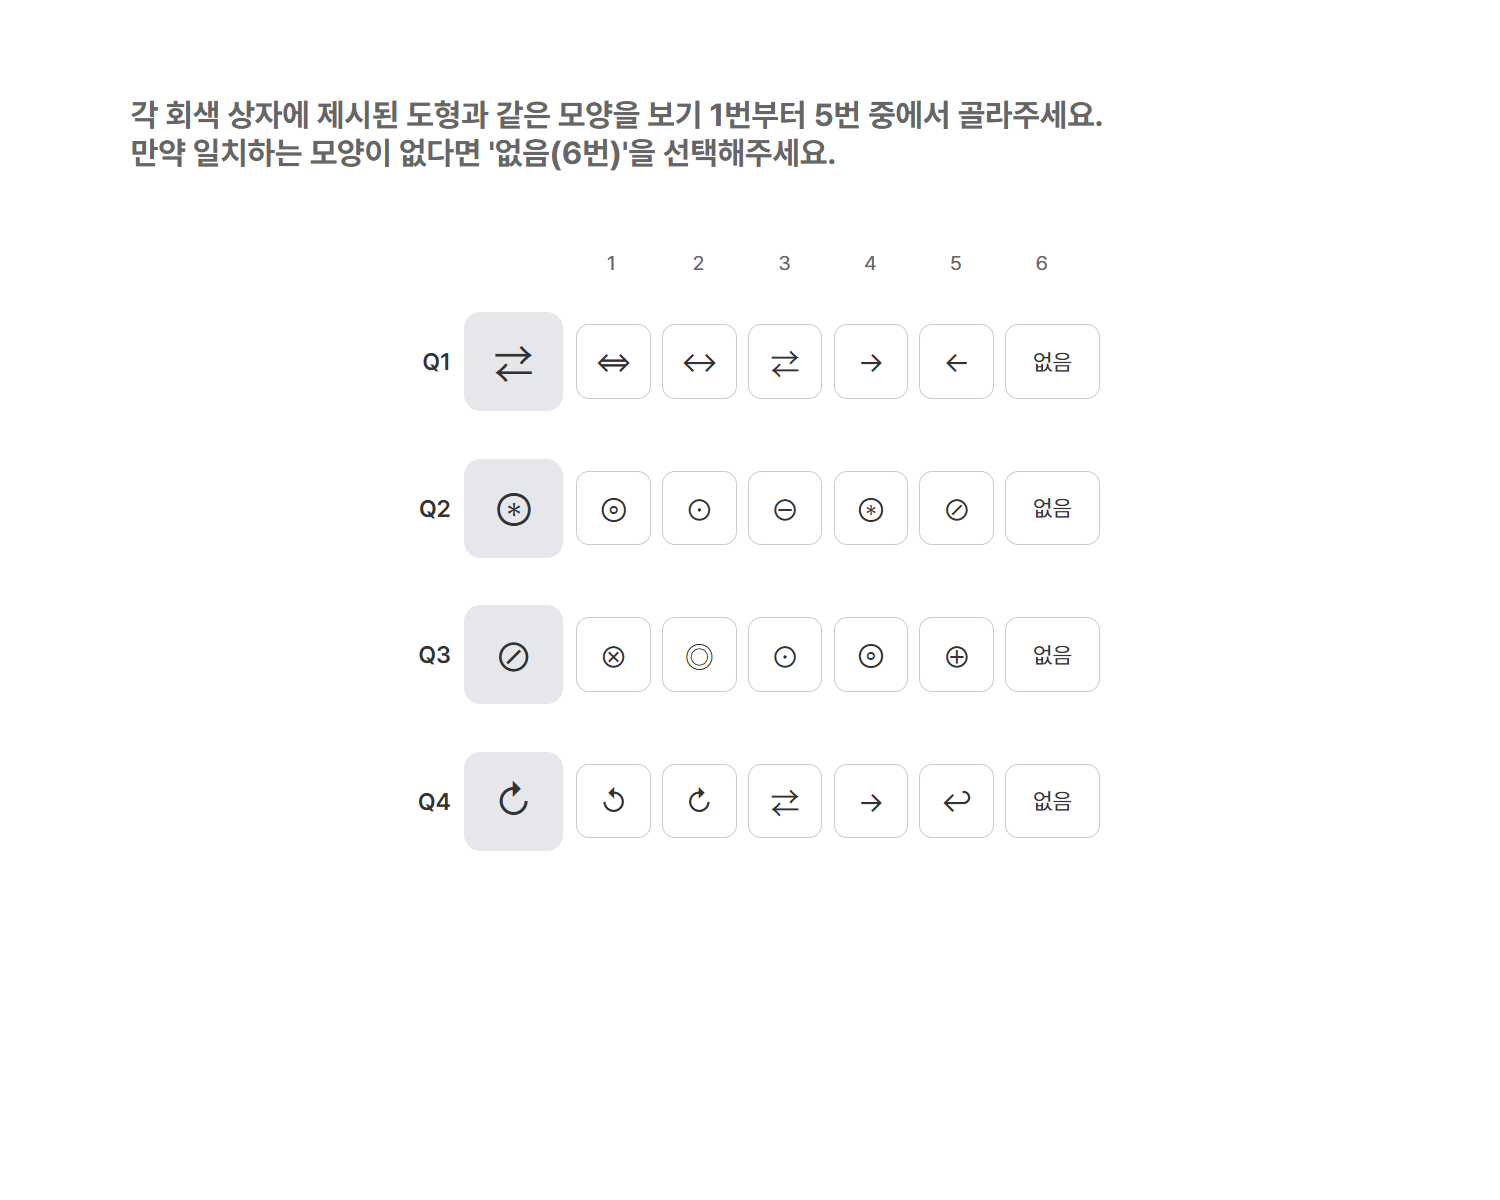 각 회색 상자에 제시된 도형과 같은 모양을 보기 1번부터 5번 중에서 골라주세요.
만약 일치하는 모양이 없다면 '없음(6번)'을 선택해주세요.
1 2 3 4 5 6
Q1 ⇄ ⇔ ↔ ⇄ → ← 없음
Q2 ⊛ ⊚ ⊙ ⊖ ⊛ ⊘ 없음
Q3 ⊘ ⊗ ◎ ⊙ ⊚ ⊕ 없음
Q4 ↻ ↺ ↻ ⇄ → ↩ 없음